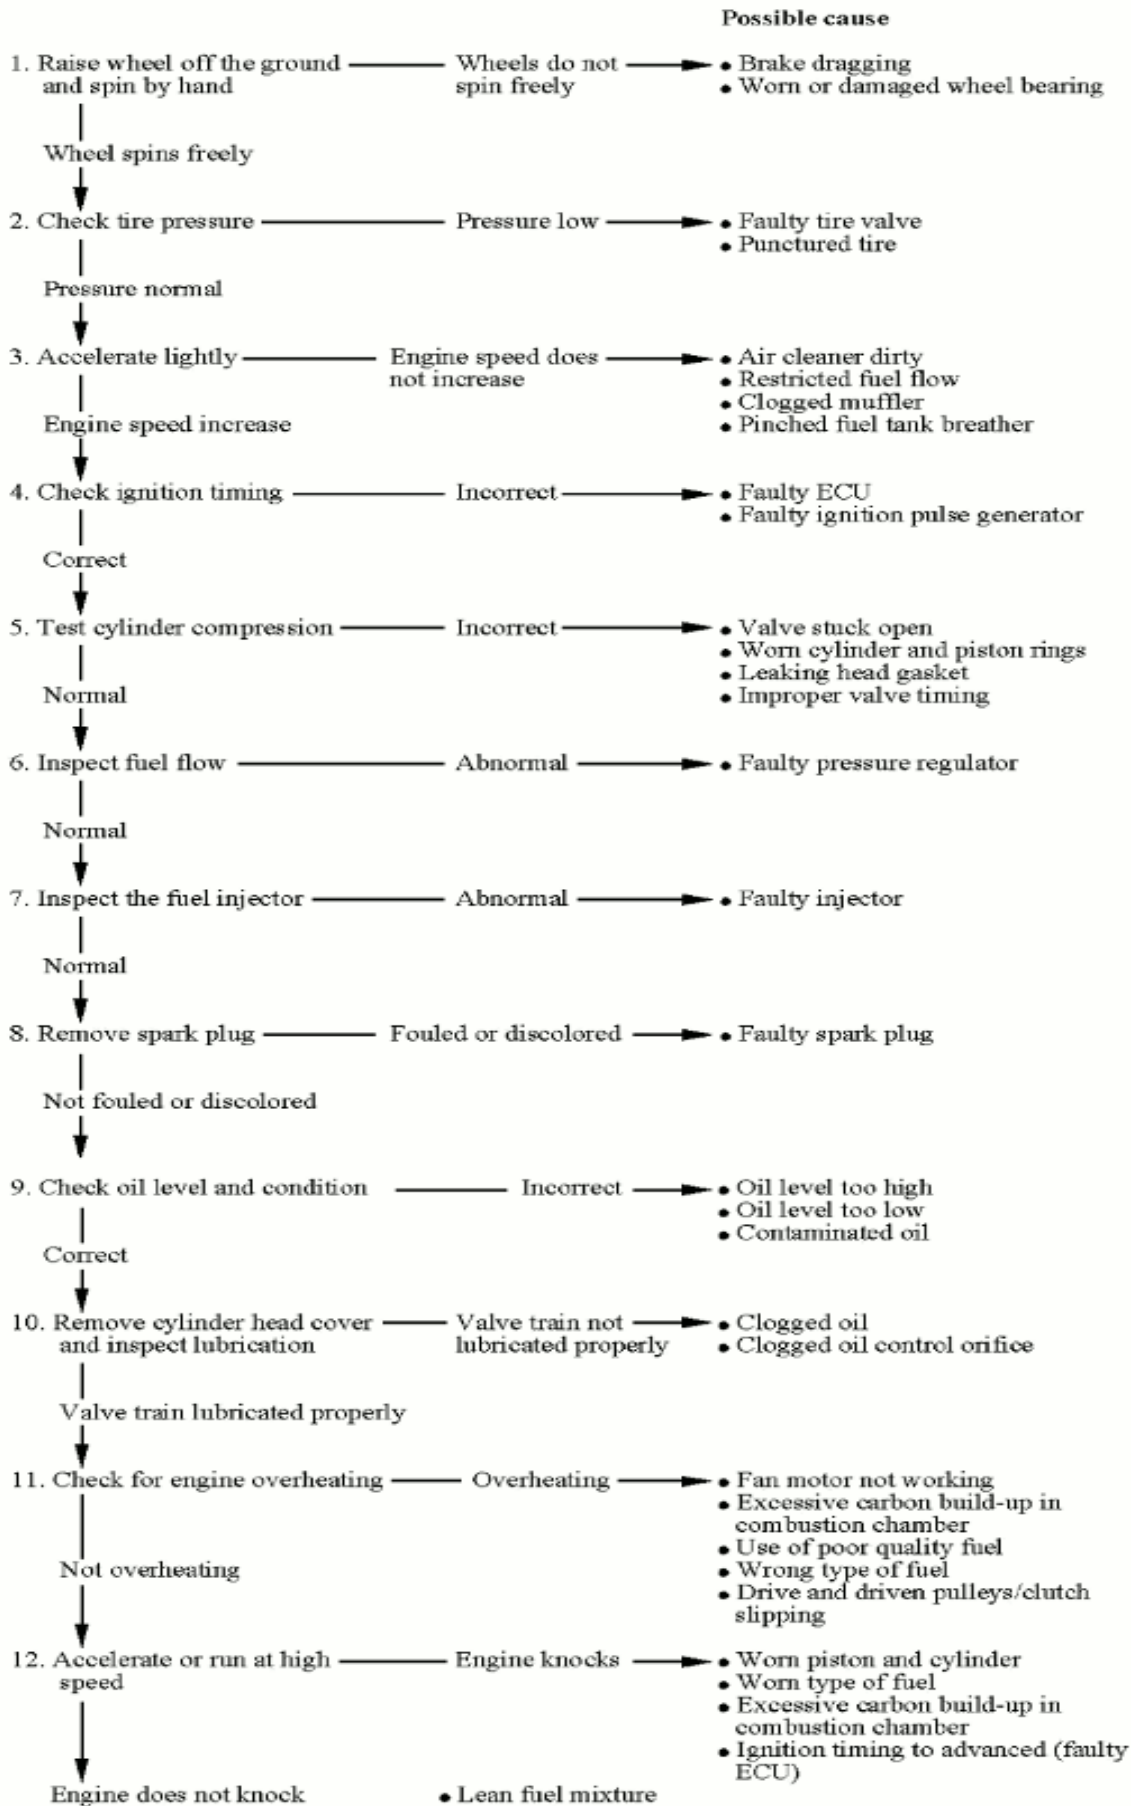 Possible cause
1. Raise wheel off the ground Wheels do not • Brake dragging
and spin by hand spin freely • Worn or damaged wheel bearing
Wheel spins freely
2. Check tire pressure Pressure low • Faulty tire valve
• Punctured tire
Pressure normal
3. Accelerate lightly Engine speed does • Air cleaner dirty
not increase • Restricted fuel flow
• Clogged muffler
Engine speed increase • Pinched fuel tank breather
4. Check ignition timing Incorrect • Faulty ECU
• Faulty ignition pulse generator
Correct
5. Test cylinder compression Incorrect • Valve stuck open
• Worn cylinder and piston rings
• Leaking head gasket
Normal • Improper valve timing
6. Inspect fuel flow Abnormal • Faulty pressure regulator
Normal
7. Inspect the fuel injector Abnormal • Faulty injector
Normal
8. Remove spark plug Fouled or discolored • Faulty spark plug
Not fouled or discolored
9. Check oil level and condition Incorrect • Oil level too high
• Oil level too low
• Contaminated oil
Correct
10. Remove cylinder head cover Valve train not • Clogged oil
and inspect lubrication lubricated properly • Clogged oil control orifice
Valve train lubricated properly
11. Check for engine overheating Overheating • Fan motor not working
• Excessive carbon build-up in
combustion chamber
• Use of poor quality fuel
Not overheating • Wrong type of fuel
• Drive and driven pulleys/clutch
slipping
12. Accelerate or run at high Engine knocks • Worn piston and cylinder
speed • Worn type of fuel
• Excessive carbon build-up in
combustion chamber
• Ignition timing to advanced (faulty
ECU)
Engine does not knock • Lean fuel mixture